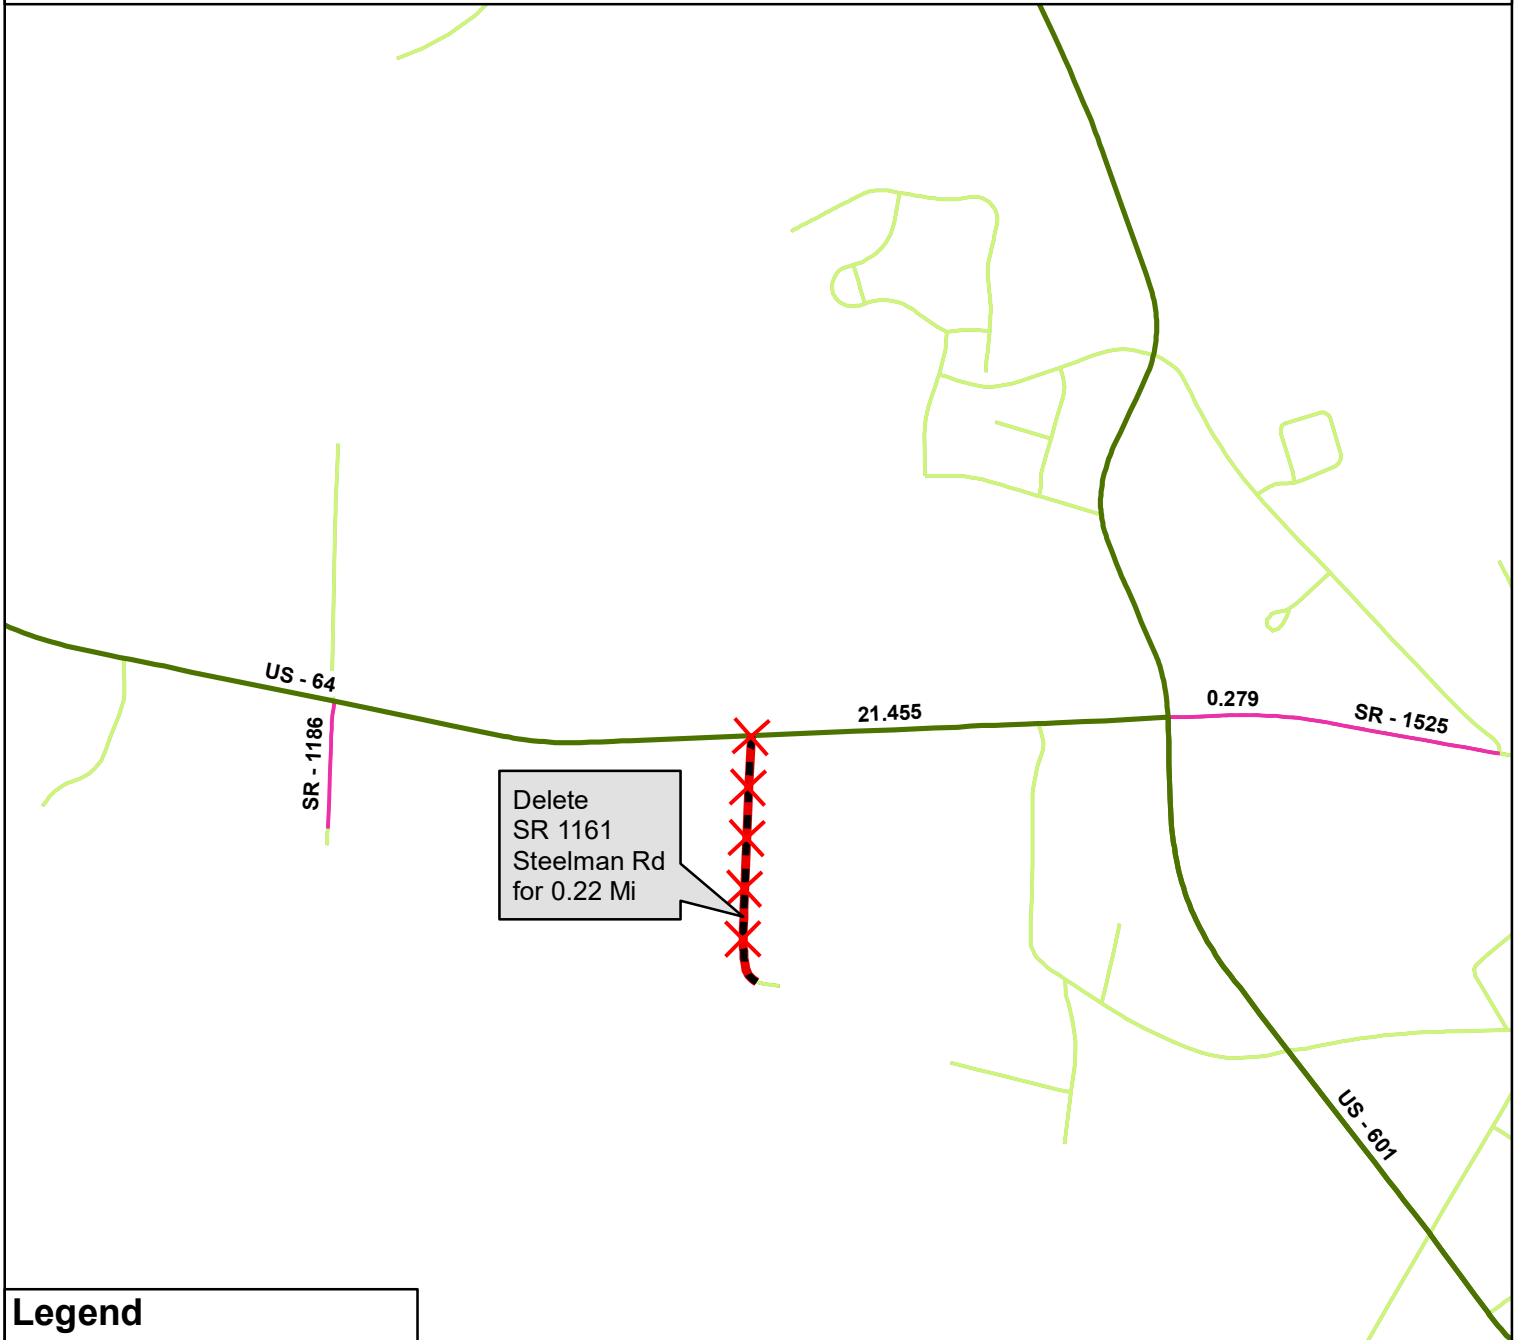 US - 64
SR - 1186
21.455
0.279
SR - 1525
Delete
SR 1161
Steelman Rd
for 0.22 Mi
US - 601
Legend